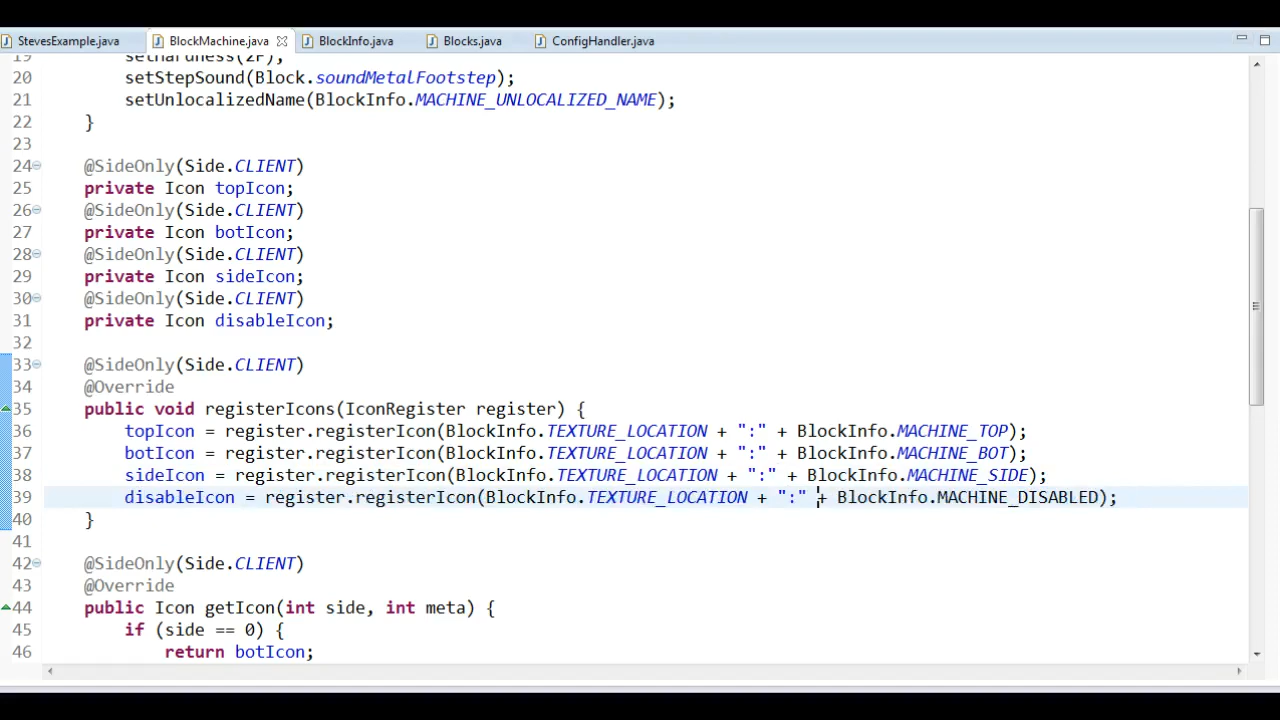 StevesExample.java BlockMachine.java BlockInfo.java Blocks.java ConfigHandler.java
19 setHardness(2F);
20 setStepSound(Block.soundMetalFootstep);
21 setUnlocalizedName(BlockInfo.MACHINE_UNLOCALIZED_NAME);
22 }
23
24 @SideOnly(Side.CLIENT)
25 private Icon topIcon;
26 @SideOnly(Side.CLIENT)
27 private Icon botIcon;
28 @SideOnly(Side.CLIENT)
29 private Icon sideIcon;
30 @SideOnly(Side.CLIENT)
31 private Icon disableIcon;
32
33 @SideOnly(Side.CLIENT)
34 @Override
35 public void registerIcons(IconRegister register) {
36 topIcon = register.registerIcon(BlockInfo.TEXTURE_LOCATION + ":" + BlockInfo.MACHINE_TOP);
37 botIcon = register.registerIcon(BlockInfo.TEXTURE_LOCATION + ":" + BlockInfo.MACHINE_BOT);
38 sideIcon = register.registerIcon(BlockInfo.TEXTURE_LOCATION + ":" + BlockInfo.MACHINE_SIDE);
39 disableIcon = register.registerIcon(BlockInfo.TEXTURE_LOCATION + ":" + BlockInfo.MACHINE_DISABLED);
40 }
41
42 @SideOnly(Side.CLIENT)
43 @Override
44 public Icon getIcon(int side, int meta) {
45 if (side == 0) {
46 return botIcon;